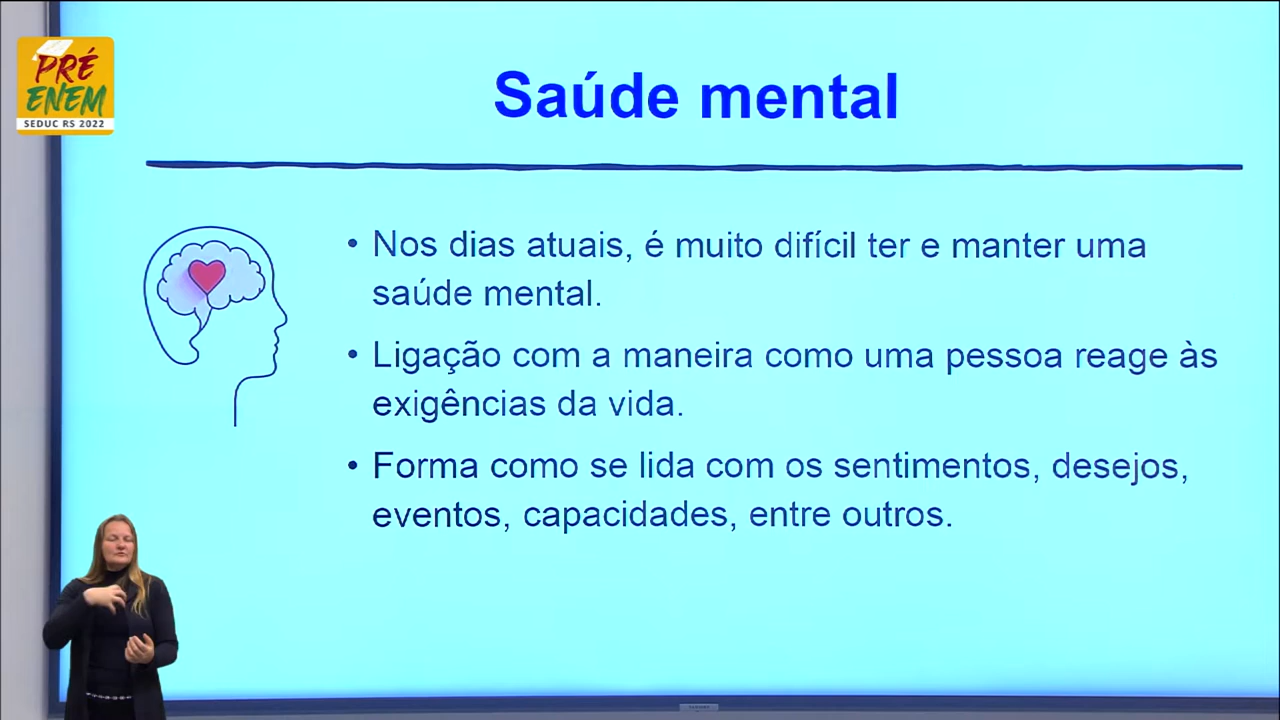 PRÉ
ENEM
SEDUC RS 2022
Saúde mental
• Nos dias atuais, é muito difícil ter e manter uma
saúde mental.
• Ligação com a maneira como uma pessoa reage às
exigências da vida.
• Forma como se lida com os sentimentos, desejos,
eventos, capacidades, entre outros.